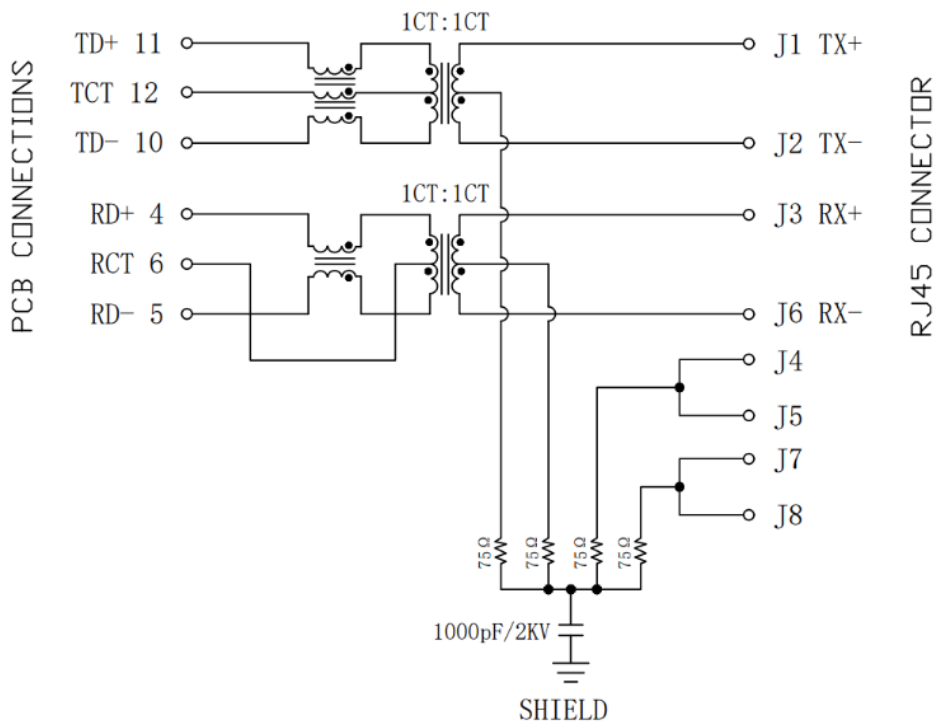 PCB CONNECTIONS
1CT:1CT
TD+ 11
TCT 12
TD- 10
J1 TX+
J2 TX-
1CT:1CT
RD+ 4
RCT 6
RD- 5
J3 RX+
J6 RX-
J4
J5
J7
J8
RJ45 CONNECTOR
75Ω
75Ω
75Ω
75Ω
1000pF/2KV
SHIELD